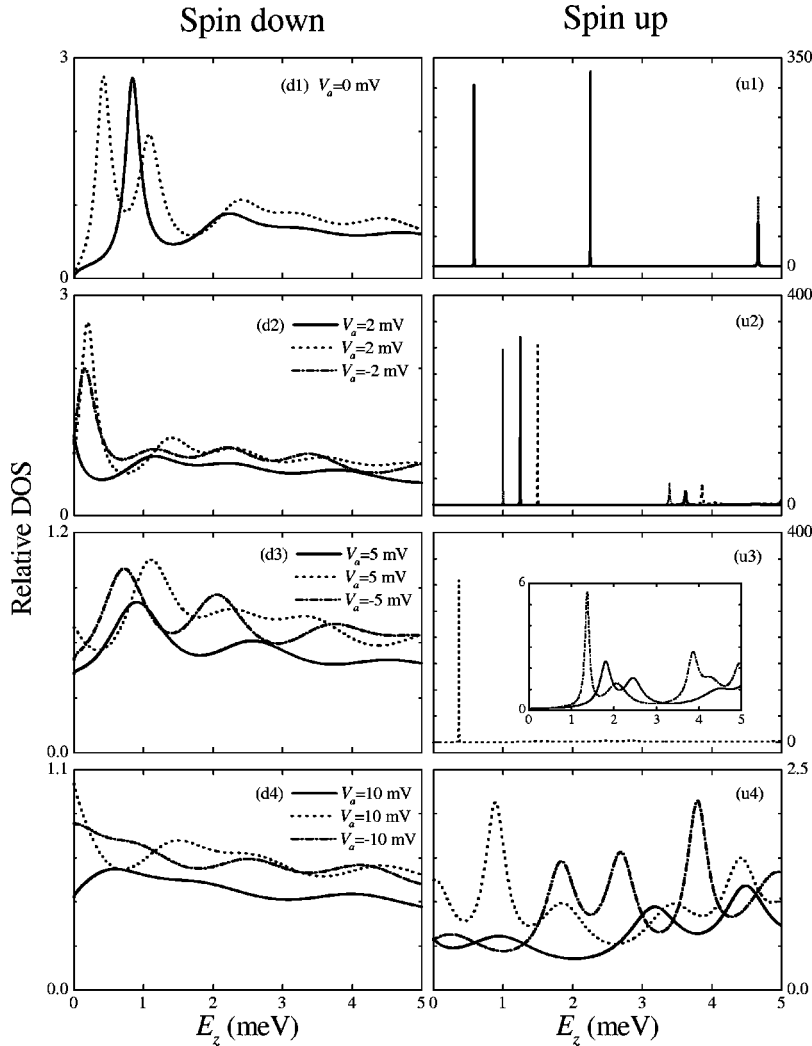 Spin down
Spin up
Relative DOS
3
(d1) Vₐ=0 mV
0
350
(u1)
0
3
(d2) Vₐ=2 mV
Vₐ=2 mV
Vₐ=-2 mV
0
400
(u2)
0
1.2
(d3) Vₐ=5 mV
Vₐ=5 mV
Vₐ=-5 mV
0.0
400
(u3)
6
0
0 1 2 3 4 5
0
1.1
(d4) Vₐ=10 mV
Vₐ=10 mV
Vₐ=-10 mV
0.0
2.5
(u4)
0.0
0 1 2 3 4 5
0 1 2 3 4 5
E_z (meV)
E_z (meV)